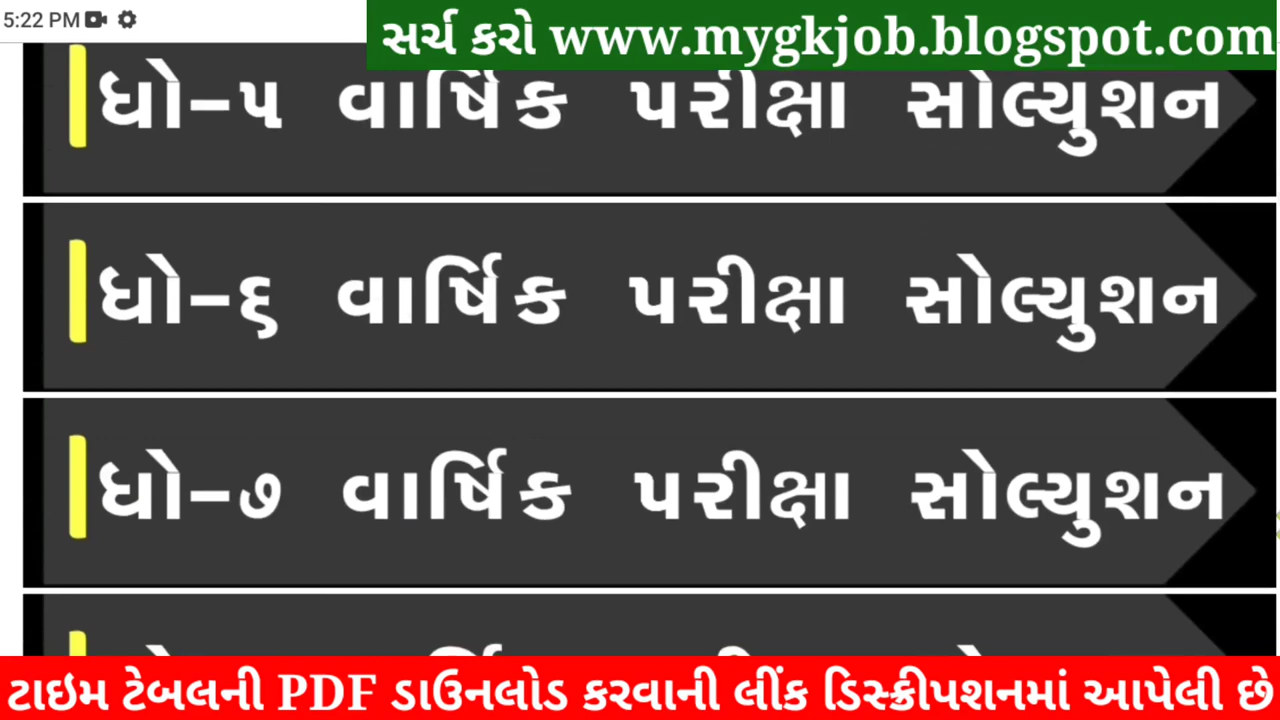 5:22 PM
સર્ચ કરો www.mygkjob.blogspot.com
ધો-૫ વાર્ષિક પરીક્ષા સોલ્યુશન
ધો-૬ વાર્ષિક પરીક્ષા સોલ્યુશન
ધો-૭ વાર્ષિક પરીક્ષા સોલ્યુશન
ટાઇમ ટેબલની PDF ડાઉનલોડ કરવાની લીંક ડિસ્ક્રીપશનમાં આપેલી છે